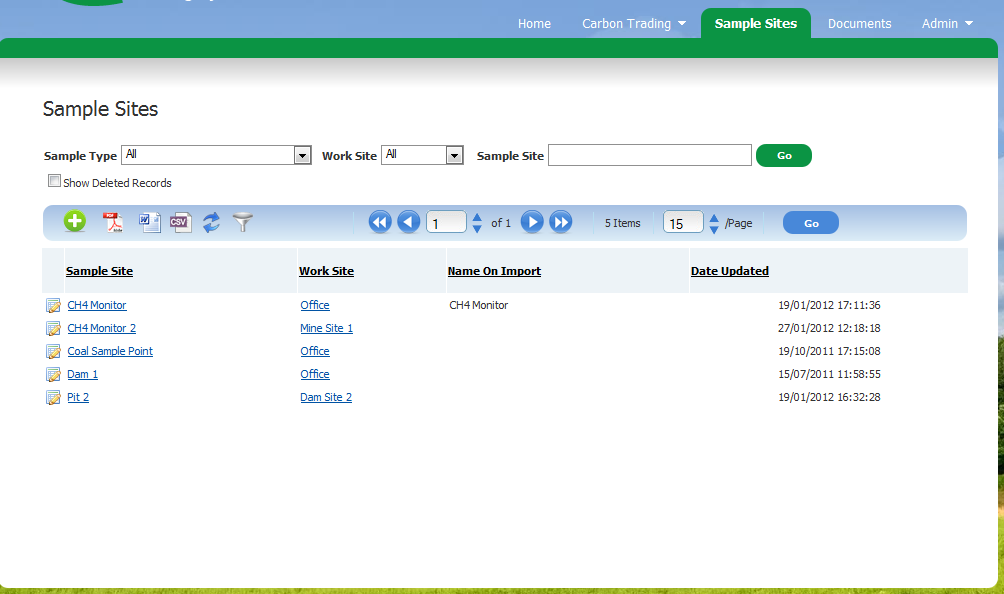 Home Carbon Trading Sample Sites Documents Admin
Sample Sites
Sample Type All Work Site All Sample Site Go
Show Deleted Records
PDF W CSV 1 of 1 5 Items 15 /Page Go
Sample Site Work Site Name On Import Date Updated
CH4 Monitor Office CH4 Monitor 19/01/2012 17:11:36
CH4 Monitor 2 Mine Site 1 27/01/2012 12:18:18
Coal Sample Point Office 19/10/2011 17:15:08
Dam 1 Office 15/07/2011 11:58:55
Pit 2 Dam Site 2 19/01/2012 16:32:28